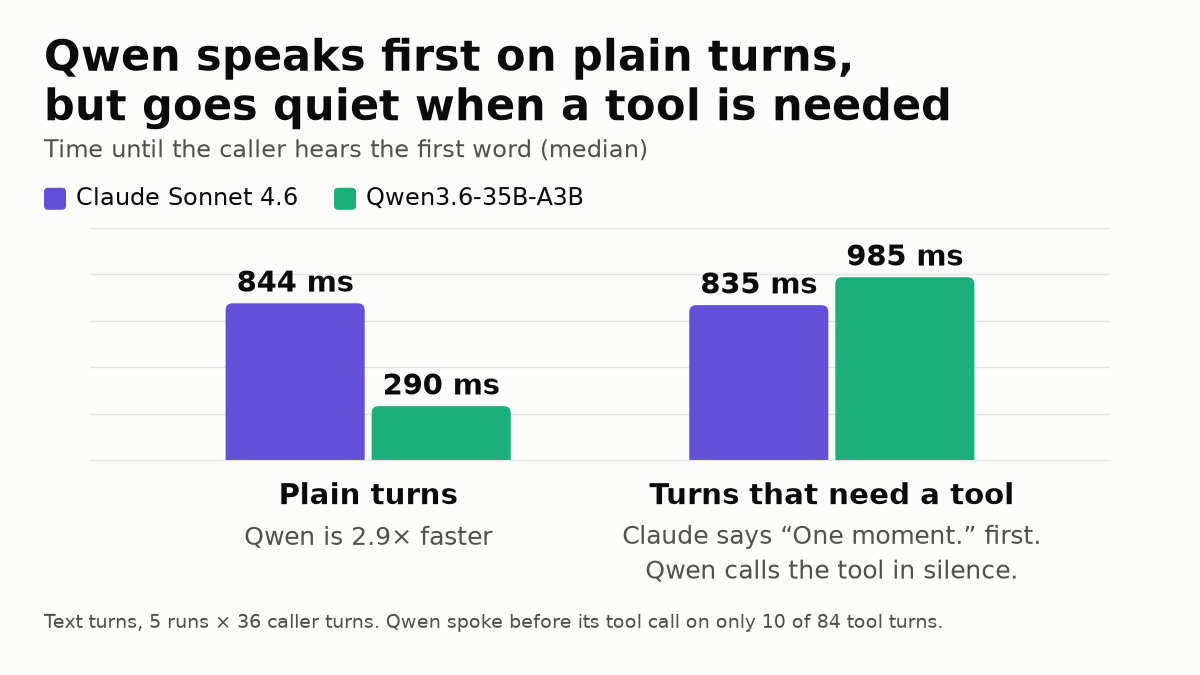 Qwen speaks first on plain turns,
but goes quiet when a tool is needed
Time until the caller hears the first word (median)
Claude Sonnet 4.6
Qwen3.6-35B-A3B
844 ms
290 ms
835 ms
985 ms
Plain turns
Qwen is 2.9× faster
Turns that need a tool
Claude says “One moment.” first.
Qwen calls the tool in silence.
Text turns, 5 runs × 36 caller turns. Qwen spoke before its tool call on only 10 of 84 tool turns.